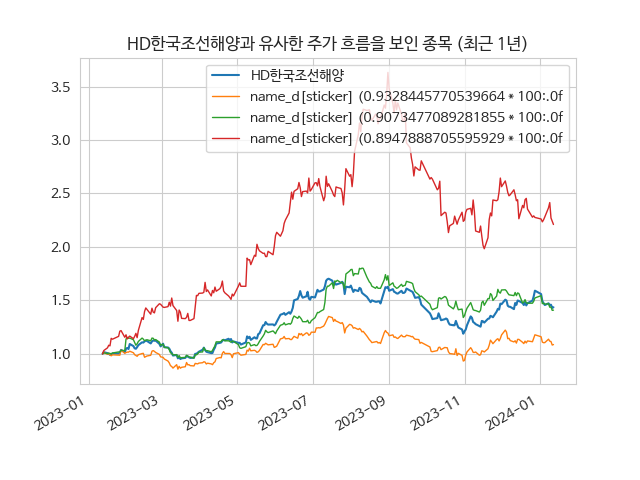 HD한국조선해양과 유사한 주가 흐름을 보인 종목 (최근 1년)
HD한국조선해양
name_d[sticker] (0.9328445770539664 * 100:.0f
name_d[sticker] (0.9073477089281855 * 100:.0f
name_d[sticker] (0.8947888705595929 * 100:.0f
3.5
3.0
2.5
2.0
1.5
1.0
2023-01
2023-03
2023-05
2023-07
2023-09
2023-11
2024-01